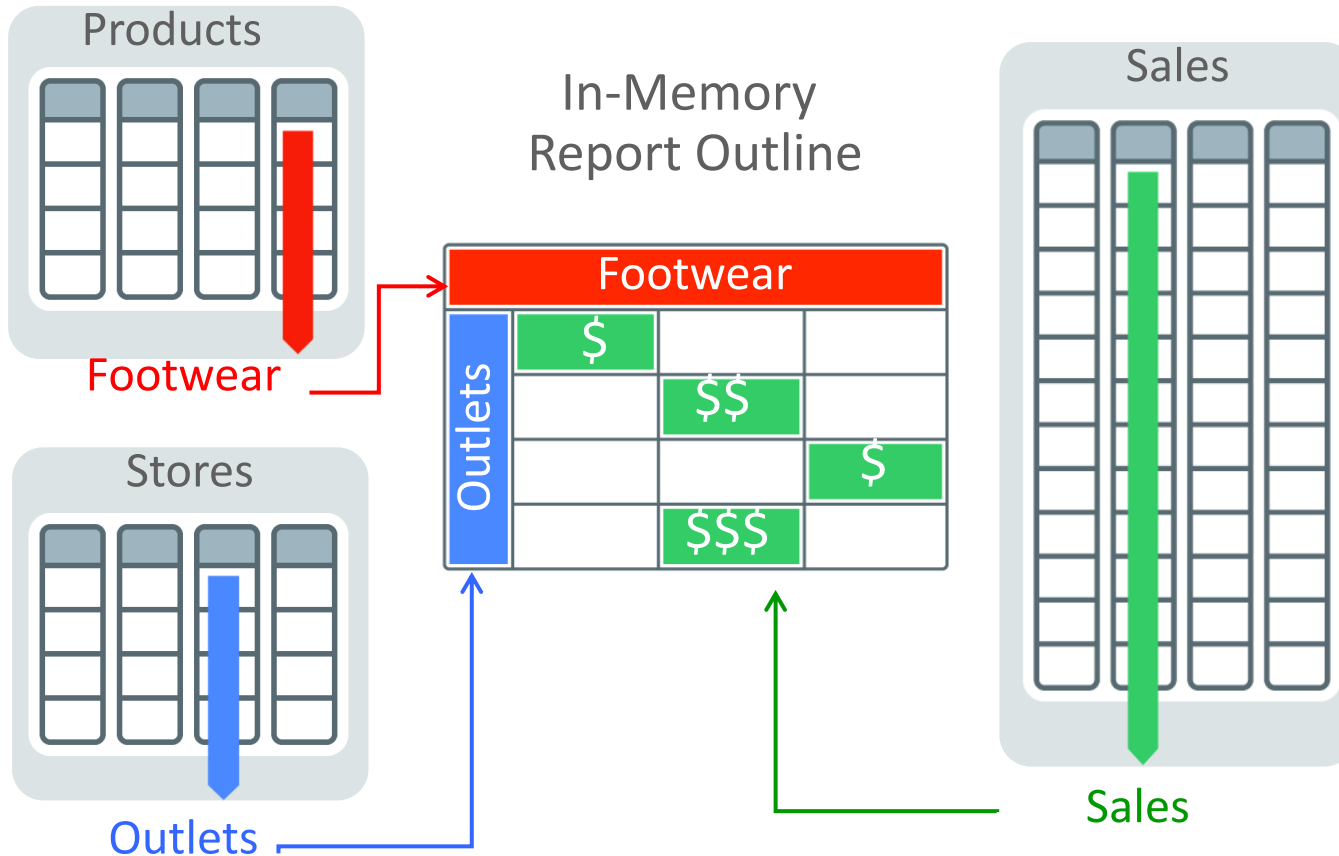 Products
In-Memory
Report Outline
Sales
Footwear
Footwear
Outlets
$
$$
$
$$$
Stores
Outlets
Sales